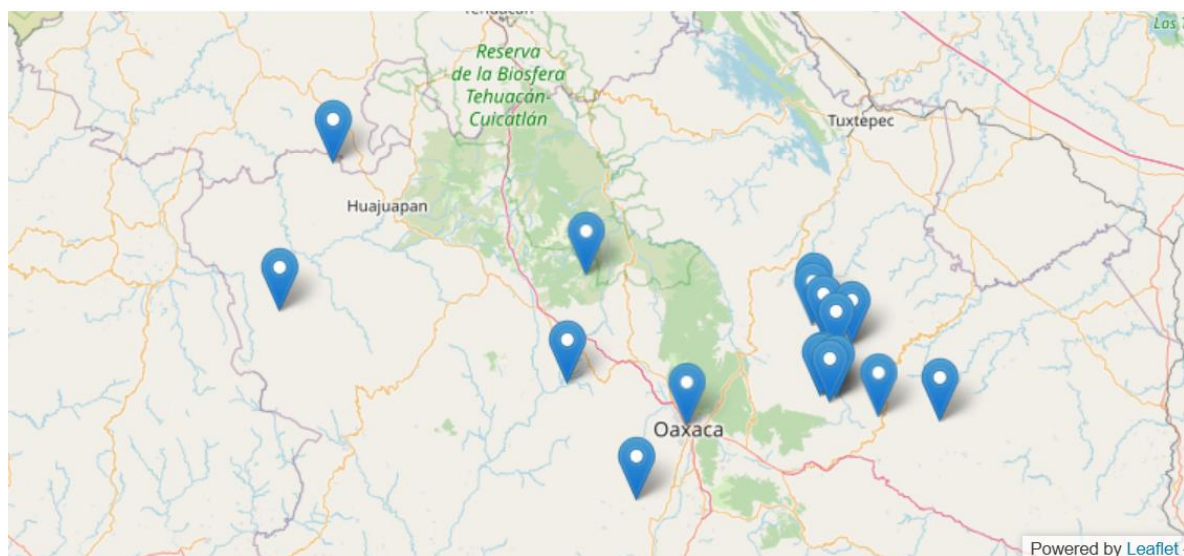 Reserva
de la Biosfera
Tehuacán-
Cuicatlán
Tuxtepec
Huajuapan
Oaxaca
Powered by Leaflet